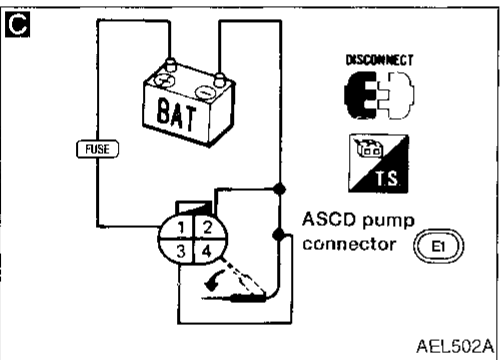 C
DISCONNECT
BAT
FUSE
T.S.
1 2
3 4
ASCD pump
connector E1
AEL502A